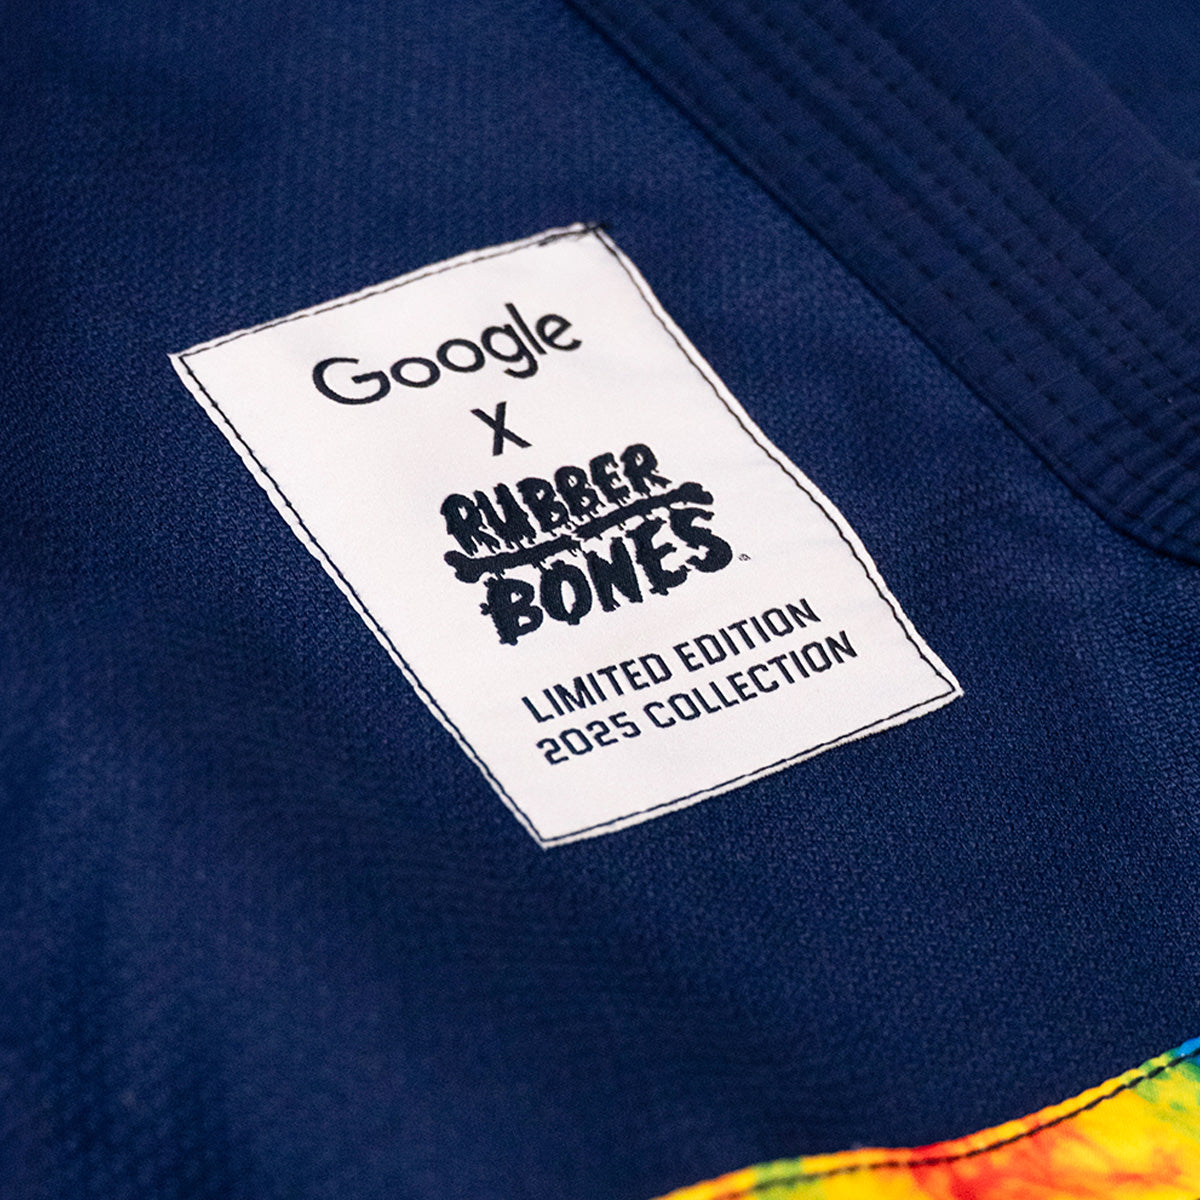 Google
X
RUBBER
BONES
LIMITED EDITION
2025 COLLECTION